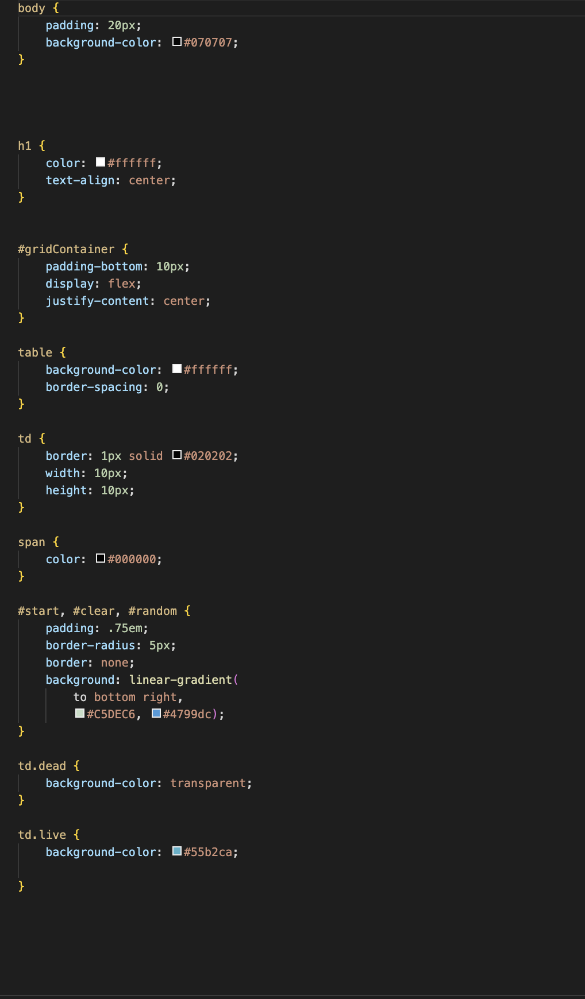 body {
    padding: 20px;
    background-color: #070707;
}
h1 {
    color: #ffffff;
    text-align: center;
}
#gridContainer {
    padding-bottom: 10px;
    display: flex;
    justify-content: center;
}
table {
    background-color: #ffffff;
    border-spacing: 0;
}
td {
    border: 1px solid #020202;
    width: 10px;
    height: 10px;
}
span {
    color: #000000;
}
#start, #clear, #random {
    padding: .75em;
    border-radius: 5px;
    border: none;
    background: linear-gradient(
        to bottom right,
        #C5DEC6, #4799dc);
}
td.dead {
    background-color: transparent;
}
td.live {
    background-color: #55b2ca;
}